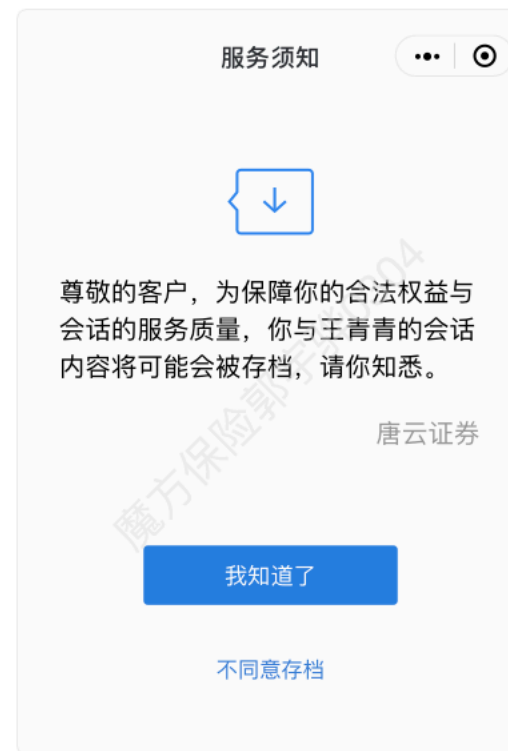 服务须知
尊敬的客户，为保障你的合法权益与
会话的服务质量，你与王青青的会话
内容将可能会被存档，请你知悉。
唐云证券
我知道了
不同意存档